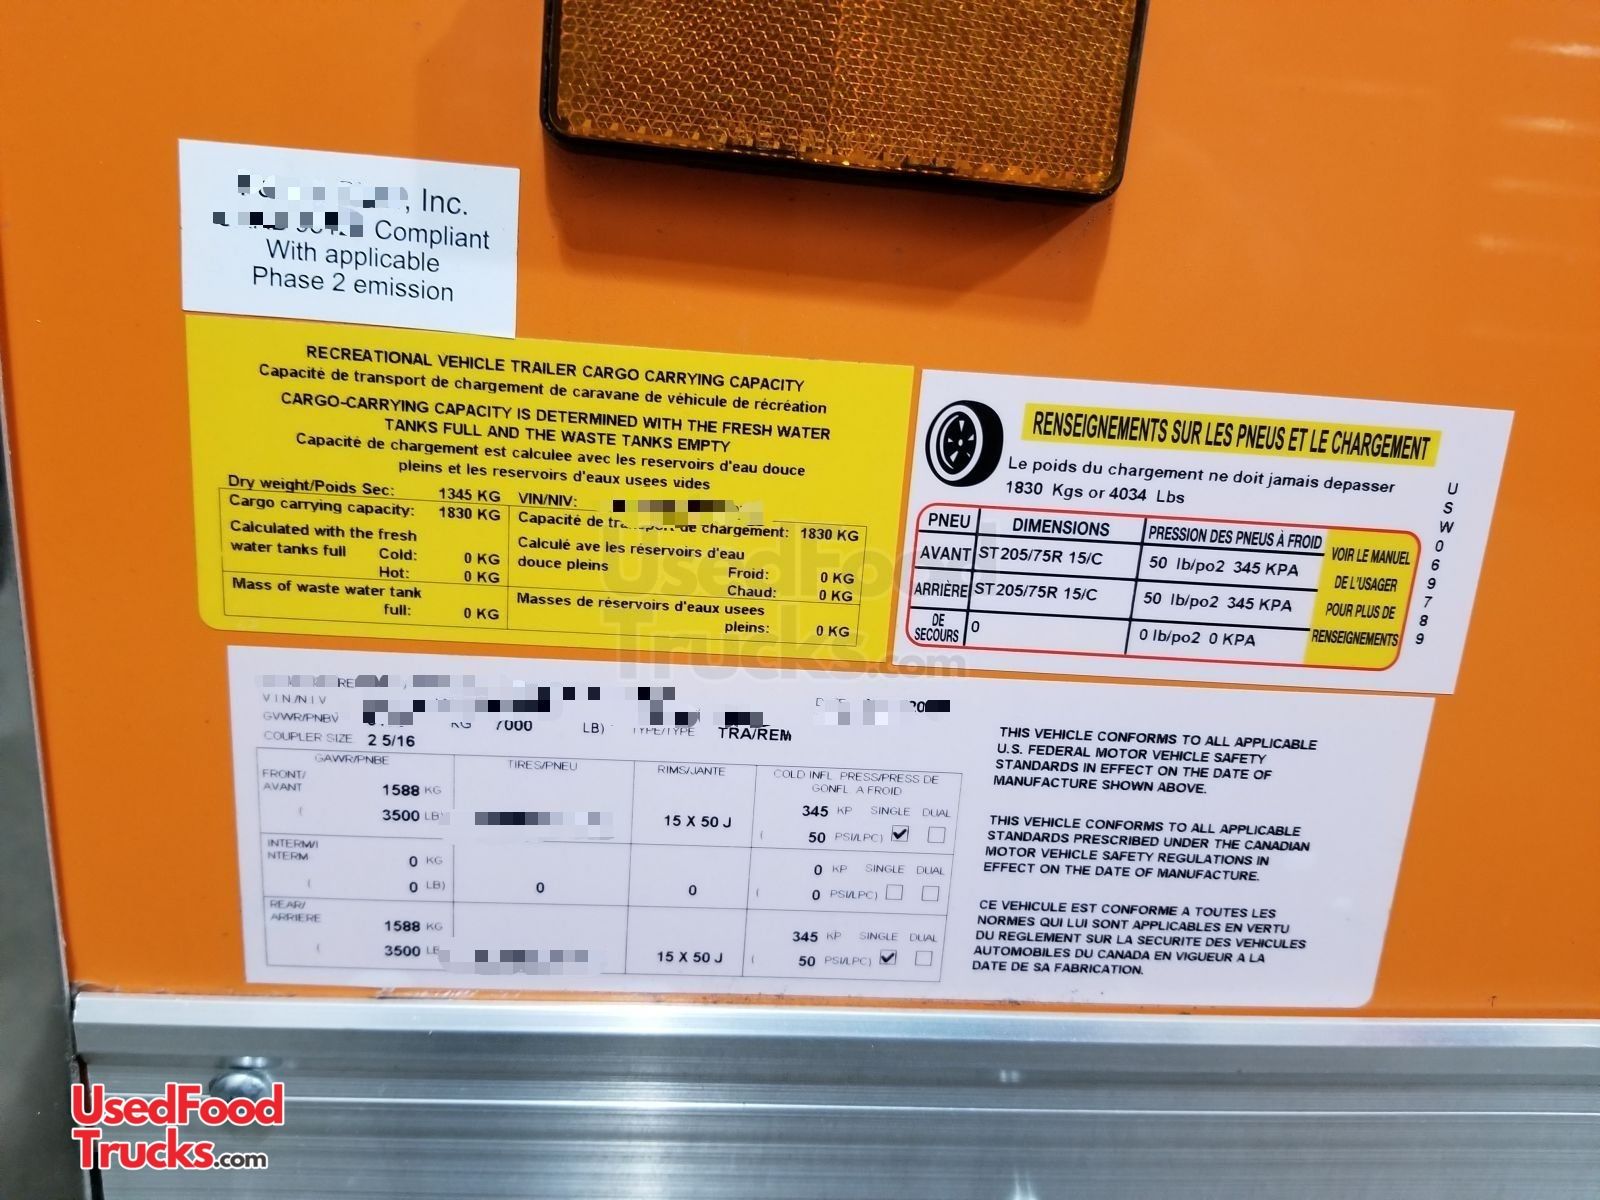 , Inc.
Compliant
With applicable
Phase 2 emission
RECREATIONAL VEHICLE TRAILER CARGO CARRYING CAPACITY
Capacité de transport de chargement de caravane de véhicule de récréation
CARGO-CARRYING CAPACITY IS DETERMINED WITH THE FRESH WATER
TANKS FULL AND THE WASTE TANKS EMPTY
Capacité de chargement est calculee avec les reservoirs d'eau douce
pleins et les reservoirs d'eaux usees vides
Dry weight/Poids Sec: 1345 KG VIN/NIV:
Cargo carrying capacity: 1830 KG
Capacité de transport de chargement: 1830 KG
Calculated with the fresh
water tanks full
Cold: 0 KG
Hot: 0 KG
Calculé ave les réservoirs d'eau
douce pleins
Froid: 0 KG
Chaud: 0 KG
Mass of waste water tank
full: 0 KG
Masses de réservoirs d'eaux usees
pleins: 0 KG
RENSEIGNEMENTS SUR LES PNEUS ET LE CHARGEMENT
Le poids du chargement ne doit jamais depasser
1830 Kgs or 4034 Lbs
PNEU DIMENSIONS PRESSION DES PNEUS À FROID
AVANT ST205/75R 15/C 50 lb/po2 345 KPA
ARRIÈRE ST205/75R 15/C 50 lb/po2 345 KPA
DE
SECOURS 0 0 lb/po2 0 KPA
VOIR LE MANUEL
DE L'USAGER
POUR PLUS DE
RENSEIGNEMENTS
USW0697789
VIN/NIV
GVWR/PNBV KG 7000 LB) TYPE/TYPE TRA/REM
COUPLER SIZE 2 5/16
GAWR/PNBE TIRES/PNEU RIMS/JANTE COLD INFL PRESS/PRESS DE
GONFL A FROID
FRONT/
AVANT 1588 KG 345 KP SINGLE DUAL
( 3500 LB) 15 X 50 J ( 50 PSI/LPC)
INTERM/I
NTERM 0 KG 0 KP SINGLE DUAL
( 0 LB) 0 0 ( 0 PSI/LPC)
REAR/
ARRIERE 1588 KG 345 KP SINGLE DUAL
( 3500 LB 15 X 50 J ( 50 PSI/LPC)
THIS VEHICLE CONFORMS TO ALL APPLICABLE
U.S. FEDERAL MOTOR VEHICLE SAFETY
STANDARDS IN EFFECT ON THE DATE OF
MANUFACTURE SHOWN ABOVE.
THIS VEHICLE CONFORMS TO ALL APPLICABLE
STANDARDS PRESCRIBED UNDER THE CANADIAN
MOTOR VEHICLE SAFETY REGULATIONS IN
EFFECT ON THE DATE OF MANUFACTURE.
CE VEHICULE EST CONFORME A TOUTES LES
NORMES QUI LUI SONT APPLICABLES EN VERTU
DU REGLEMENT SUR LA SECURITE DES VEHICULES
AUTOMOBILES DU CANADA EN VIGUEUR A LA
DATE DE SA FABRICATION.
UsedFood
Trucks.com
UsedFood
Trucks.com